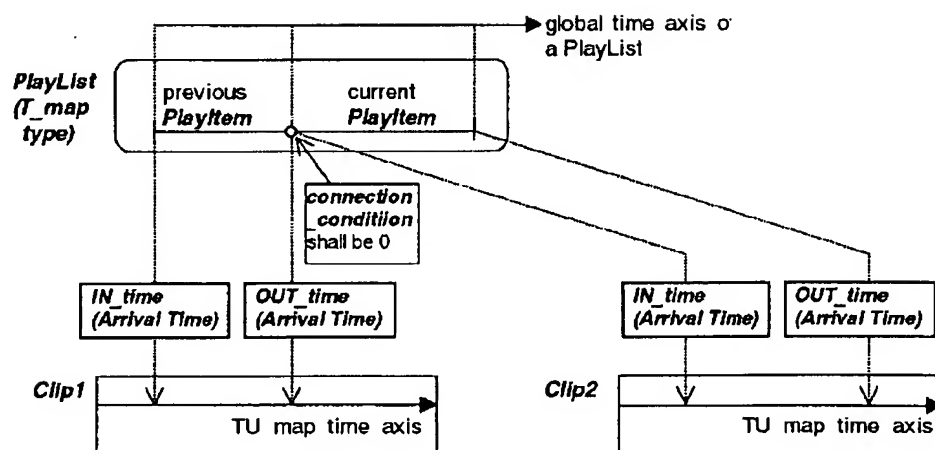 global time axis o
a PlayList
PlayList
(T_map
type)
previous
PlayItem
current
PlayItem
connection
_condition
shall be 0
IN_time
(Arrival Time)
OUT_time
(Arrival Time)
IN_time
(Arrival Time)
OUT_time
(Arrival Time)
Clip1
TU map time axis
Clip2
TU map time axis